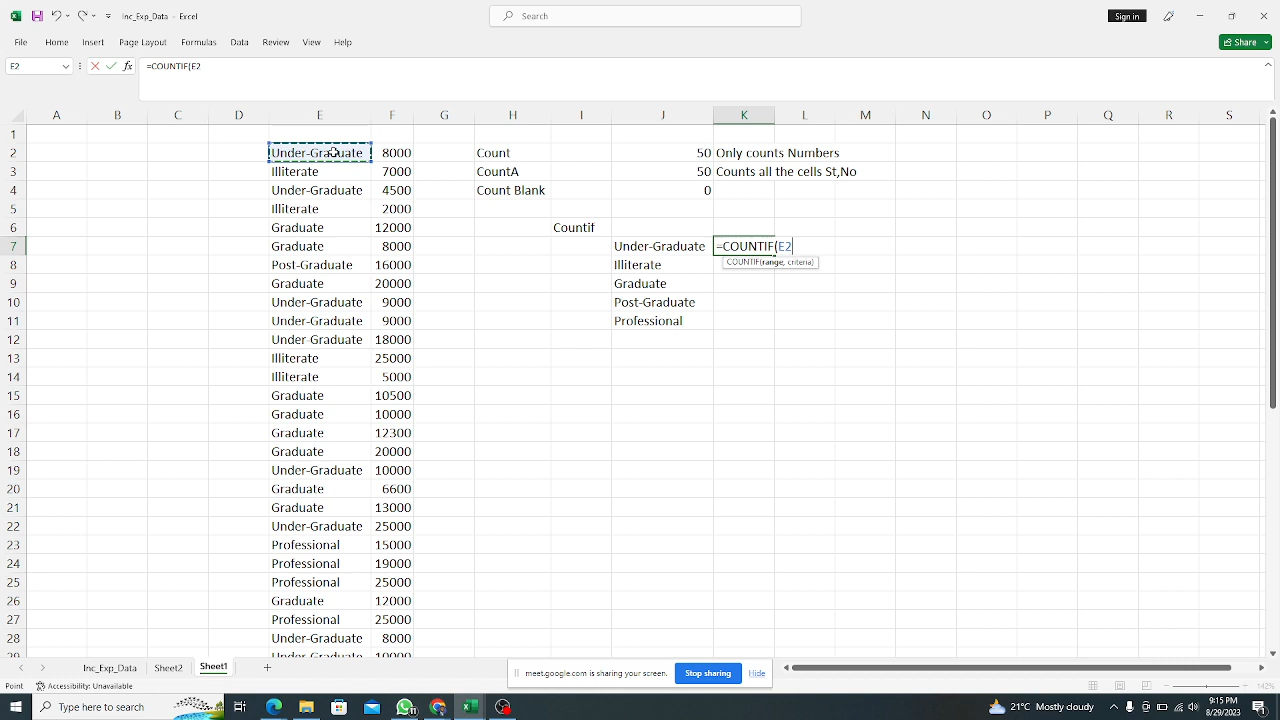 Inc_Exp_Data - Excel
Search
Sign in
File Home Insert Page Layout Formulas Data Review View Help
Share
E2
fx =COUNTIF(E2
A B C D E F G H I J K L M N O P Q R S
1
2 Under-Graduate 8000 Count 50 Only counts Numbers
3 Illiterate 7000 CountA 50 Counts all the cells St,No
4 Under-Graduate 4500 Count Blank 0
5 Illiterate 2000
6 Graduate 12000 Countif
7 Graduate 8000 Under-Graduate =COUNTIF(E2
COUNTIF(range, criteria)
8 Post-Graduate 16000 Illiterate
9 Graduate 20000 Graduate
10 Under-Graduate 9000 Post-Graduate
11 Under-Graduate 9000 Professional
12 Under-Graduate 18000
13 Illiterate 25000
14 Illiterate 5000
15 Graduate 10500
16 Graduate 10000
17 Graduate 12300
18 Graduate 20000
19 Under-Graduate 10000
20 Graduate 6600
21 Graduate 13000
22 Under-Graduate 25000
23 Professional 15000
24 Professional 19000
25 Professional 25000
26 Graduate 12000
27 Professional 25000
28 Under-Graduate 8000
29 Under-Graduate 10000
Inc_Exp_Data Sheet2 Sheet1
meet.google.com is sharing your screen. Stop sharing Hide
Point Accessibility: Unavailable 142%
Type here to search
21°C Mostly cloudy
9:15 PM
8/29/2023